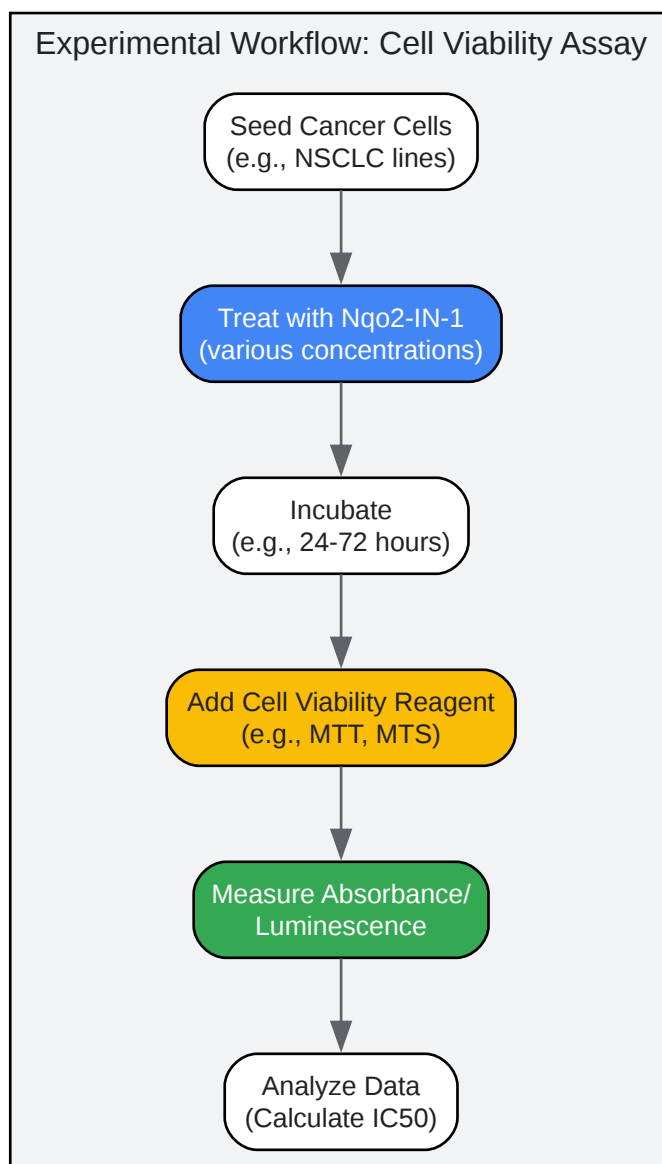 Experimental Workflow: Cell Viability Assay
Seed Cancer Cells
(e.g., NSCLC lines)
Treat with Nqo2-IN-1
(various concentrations)
Incubate
(e.g., 24-72 hours)
Add Cell Viability Reagent
(e.g., MTT, MTS)
Measure Absorbance/
Luminescence
Analyze Data
(Calculate IC50)